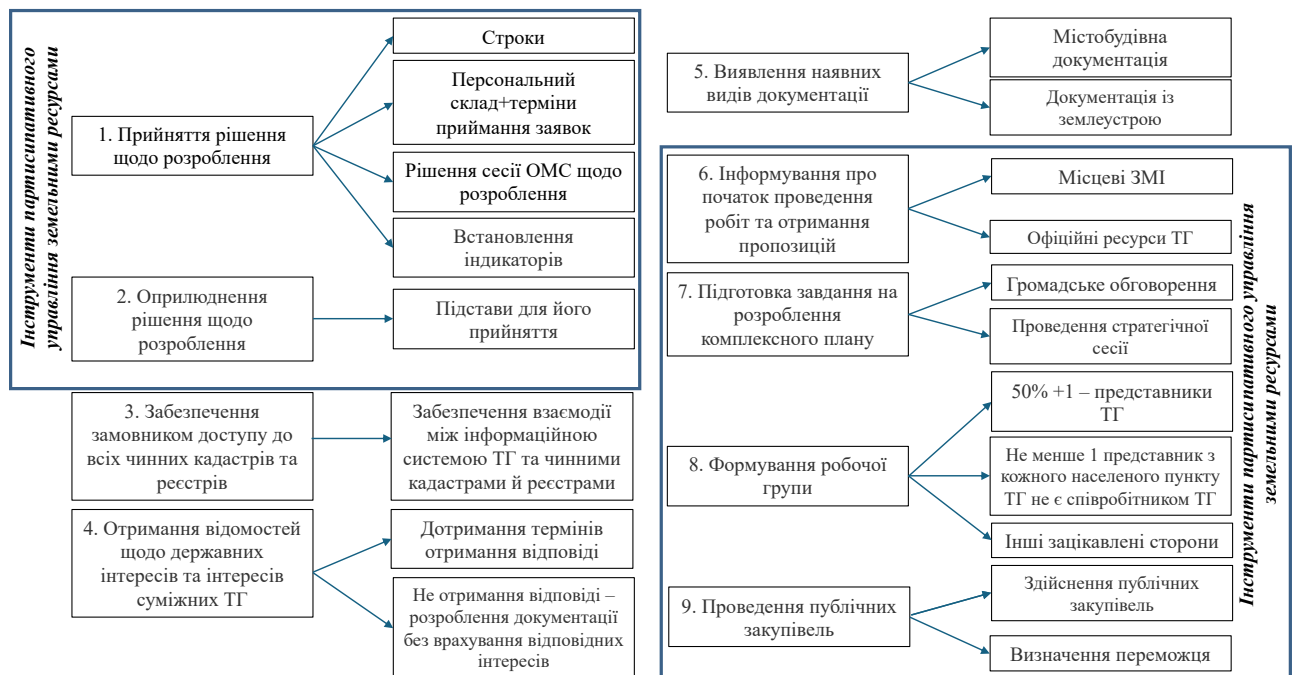 Інструменти партисипативного
управління земельними ресурсами
1. Прийняття рішення
щодо розроблення
Строки
Персональний
склад+терміни
приймання заявок
Рішення сесії ОМС щодо
розроблення
Встановлення
індикаторів
2. Оприлюднення
рішення щодо
розроблення
Підстави для його
прийняття
3. Забезпечення
замовником доступу до
всіх чинних кадастрів та
реєстрів
Забезпечення взаємодії
між інформаційною
системою ТГ та чинними
кадастрами й реєстрами
4. Отримання відомостей
щодо державних
інтересів та інтересів
суміжних ТГ
Дотримання термінів
отримання відповіді
Не отримання відповіді –
розроблення документації
без врахування відповідних
інтересів
5. Виявлення наявних
видів документації
Містобудівна
документація
Документація із
землеустрою
6. Інформування про
початок проведення
робіт та отримання
пропозицій
Місцеві ЗМІ
Офіційні ресурси ТГ
7. Підготовка завдання на
розроблення
комплексного плану
Громадське обговорення
Проведення стратегічної
сесії
8. Формування робочої
групи
50% +1 – представники
ТГ
Не менше 1 представник з
кожного населеного пункту
ТГ не є співробітником ТГ
Інші зацікавлені сторони
9. Проведення публічних
закупівель
Здійснення публічних
закупівель
Визначення переможця
Інструменти партисипативного управління
земельними ресурсами